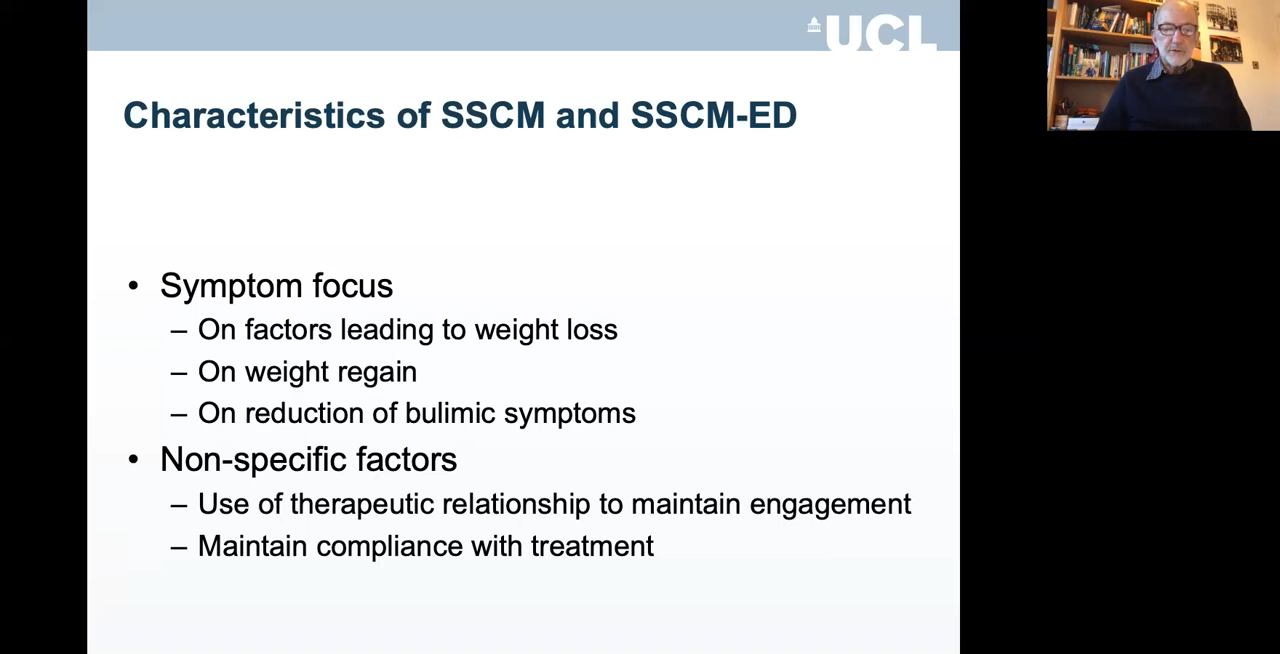 UCL
Characteristics of SSCM and SSCM-ED
• Symptom focus
– On factors leading to weight loss
– On weight regain
– On reduction of bulimic symptoms
• Non-specific factors
– Use of therapeutic relationship to maintain engagement
– Maintain compliance with treatment